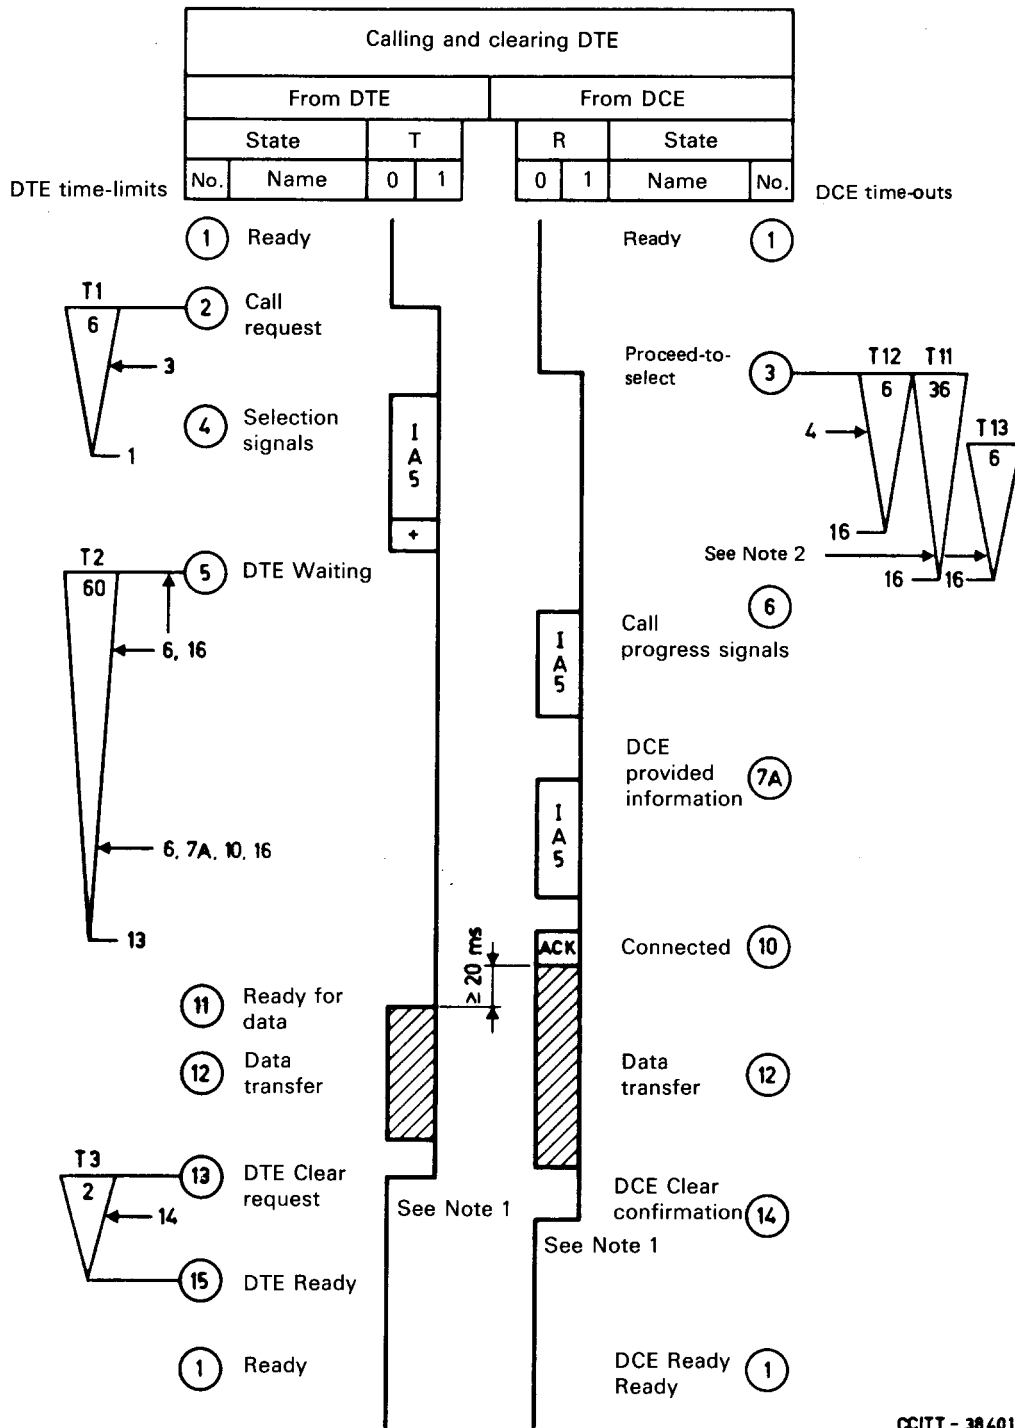 Calling and clearing DTE
From DTE
From DCE
State
T
R
State
No.
Name
0
1
0
1
Name
No.
DTE time-limits
DCE time-outs
1
Ready
Ready
1
T1
6
2
Call
request
3
1
Proceed-to-
select
3
T12
6
T11
36
4
T13
6
16
See Note 2
16
16
4
Selection
signals
I
A
5
+
T2
60
5
DTE Waiting
6, 16
6, 7A, 10, 16
13
6
Call
progress signals
I
A
5
DCE
provided
information
7A
I
A
5
ACK
Connected
10
≥ 20 ms
11
Ready for
data
12
Data
transfer
Data
transfer
12
T3
2
13
DTE Clear
request
14
See Note 1
DCE Clear
confirmation
14
See Note 1
15
DTE Ready
1
Ready
DCE Ready
Ready
1
CCITT - 38401